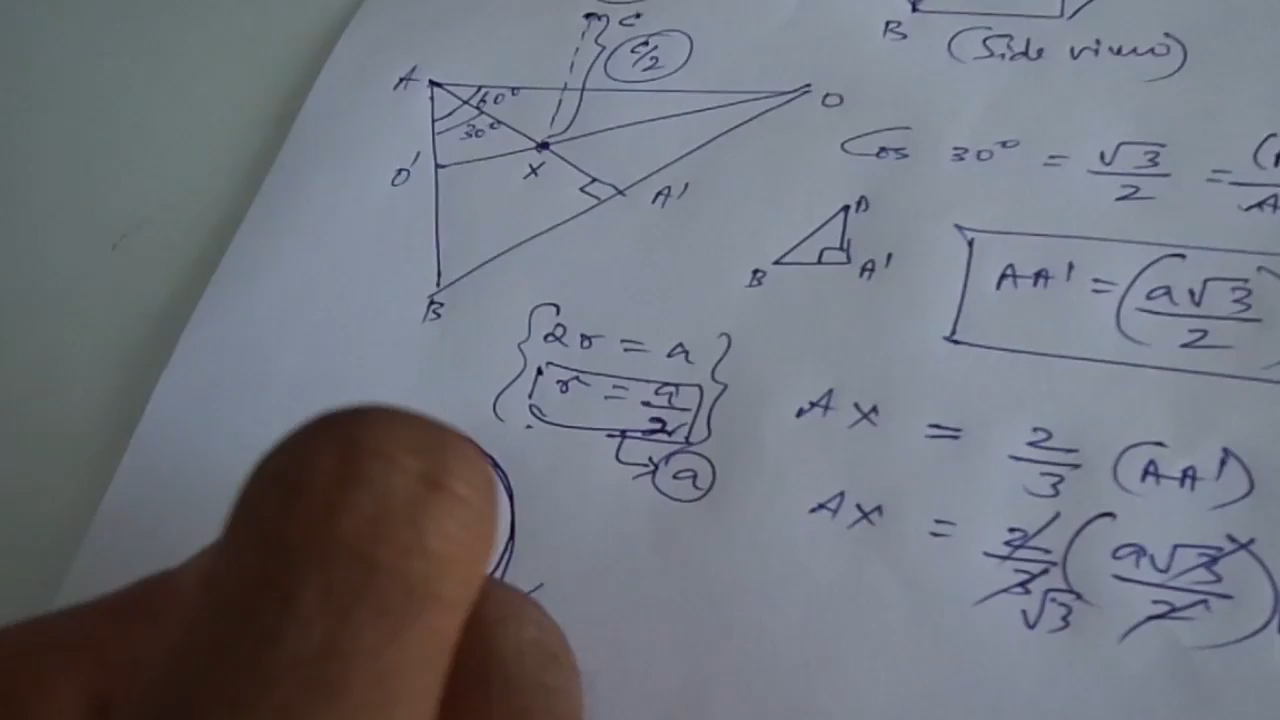 C
C/2
B
(Side view)
A
60°
30°
O
O'
X
A'
B
Cos 30° = √3/2 =
A
B
A'
AA' = (a√3/2)
{2r = a
r = a/2}
a
AX = 2/3 (AA')
AX = 2/3 (a√3/2)
√3